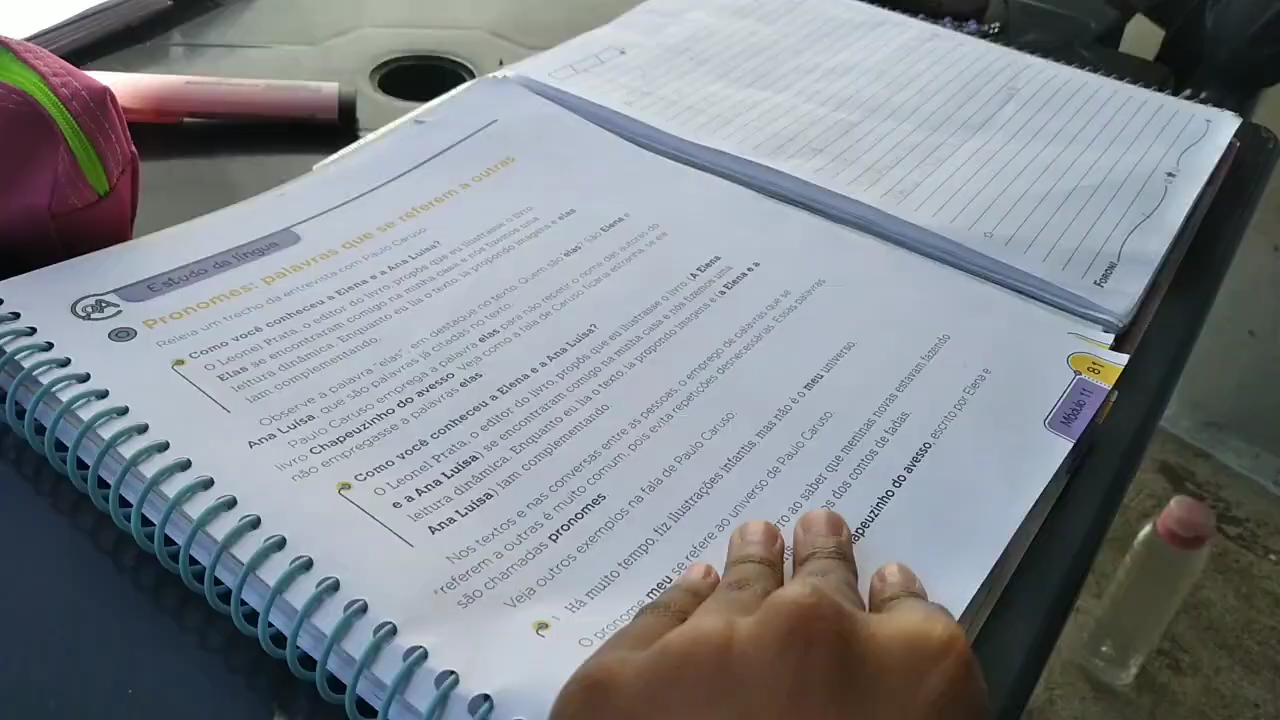 Estudo da língua
Pronomes: palavras que se referem a outras
Releia um trecho da entrevista com Paulo Caruso.
Como você conheceu a Elena e a Ana Luísa?
O Leonel Prata, o editor do livro, propôs que eu ilustrasse o livro.
Elas se encontraram comigo na minha casa e nós fizemos uma
leitura dinâmica. Enquanto eu lia o texto, ia propondo imagens e elas
iam complementando.
Observe a palavra "elas", em destaque no texto. Quem são elas? São Elena e
Ana Luísa, que são palavras já citadas no texto.
Paulo Caruso emprega a palavra elas para não repetir o nome das autoras do
livro Chapeuzinho do avesso. Veja como a fala de Caruso ficaria estranha se ele
não empregasse a palavras elas
Como você conheceu a Elena e a Ana Luísa?
O Leonel Prata, o editor do livro, propôs que eu ilustrasse o livro. (A Elena
e a Ana Luísa) se encontraram comigo na minha casa e nós fizemos uma
leitura dinâmica. Enquanto eu lia o texto, ia propondo imagens e (a Elena e a
Ana Luísa) iam complementando.
Nos textos e nas conversas entre as pessoas, o emprego de palavras que se
referem a outras é muito comum, pois evita repetições desnecessárias. Essas palavras
são chamadas pronomes
Veja outros exemplos na fala de Paulo Caruso.
Há muito tempo, fiz ilustrações infantis, mas não é o meu universo.
O pronome meu se refere ao universo de Paulo Caruso.
ao saber que meninas novas estavam fazendo
dos contos de fadas.
do avesso, escrito por Elena e
81
Módulo 11
FORONI